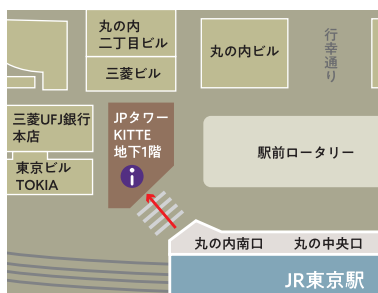 丸の内
二丁目ビル
三菱ビル
丸の内ビル
行幸通り
三菱UFJ銀行
本店
JPタワー
KITTE
地下1階
i
東京ビル
TOKIA
駅前ロータリー
丸の内南口
丸の中央口
JR東京駅